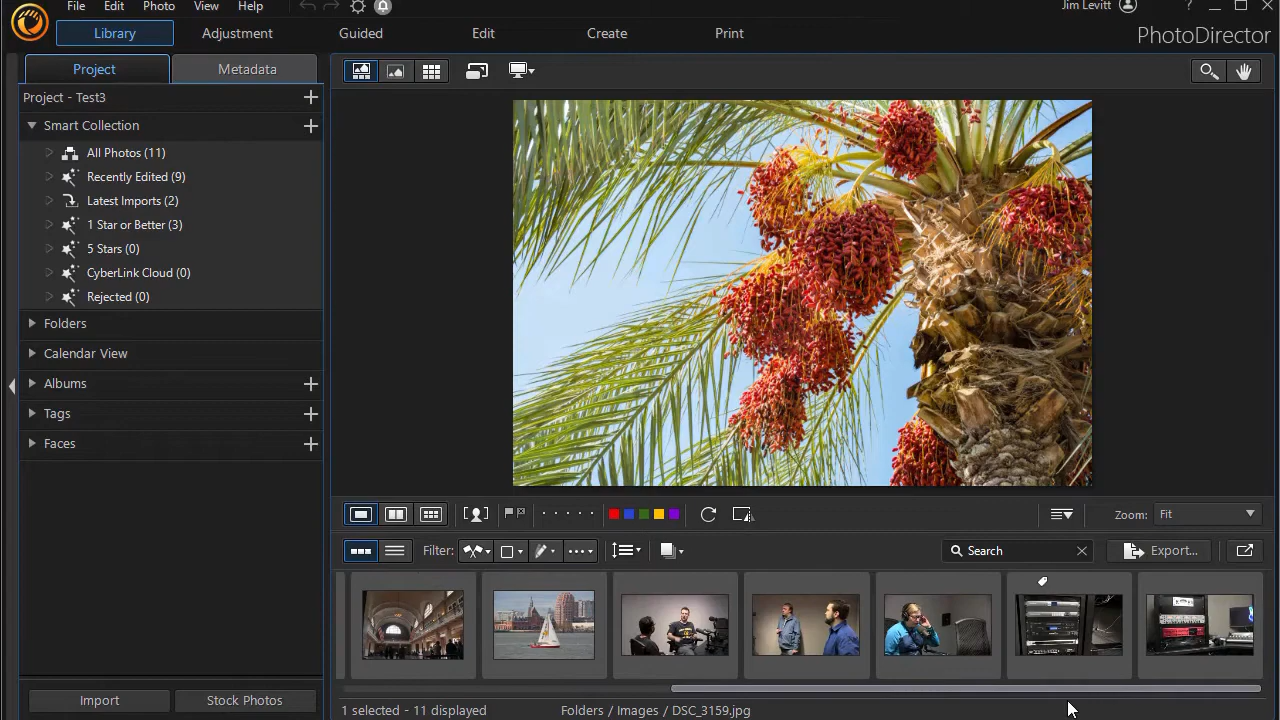 File Edit Photo View Help Jim Levitt ?
Library Adjustment Guided Edit Create Print PhotoDirector
Project Metadata
Project - Test3
Smart Collection
All Photos (11)
Recently Edited (9)
Latest Imports (2)
1 Star or Better (3)
5 Stars (0)
CyberLink Cloud (0)
Rejected (0)
Folders
Calendar View
Albums
Tags
Faces
Zoom: Fit
Filter: Search Export...
Import Stock Photos
1 selected - 11 displayed Folders / Images / DSC_3159.jpg